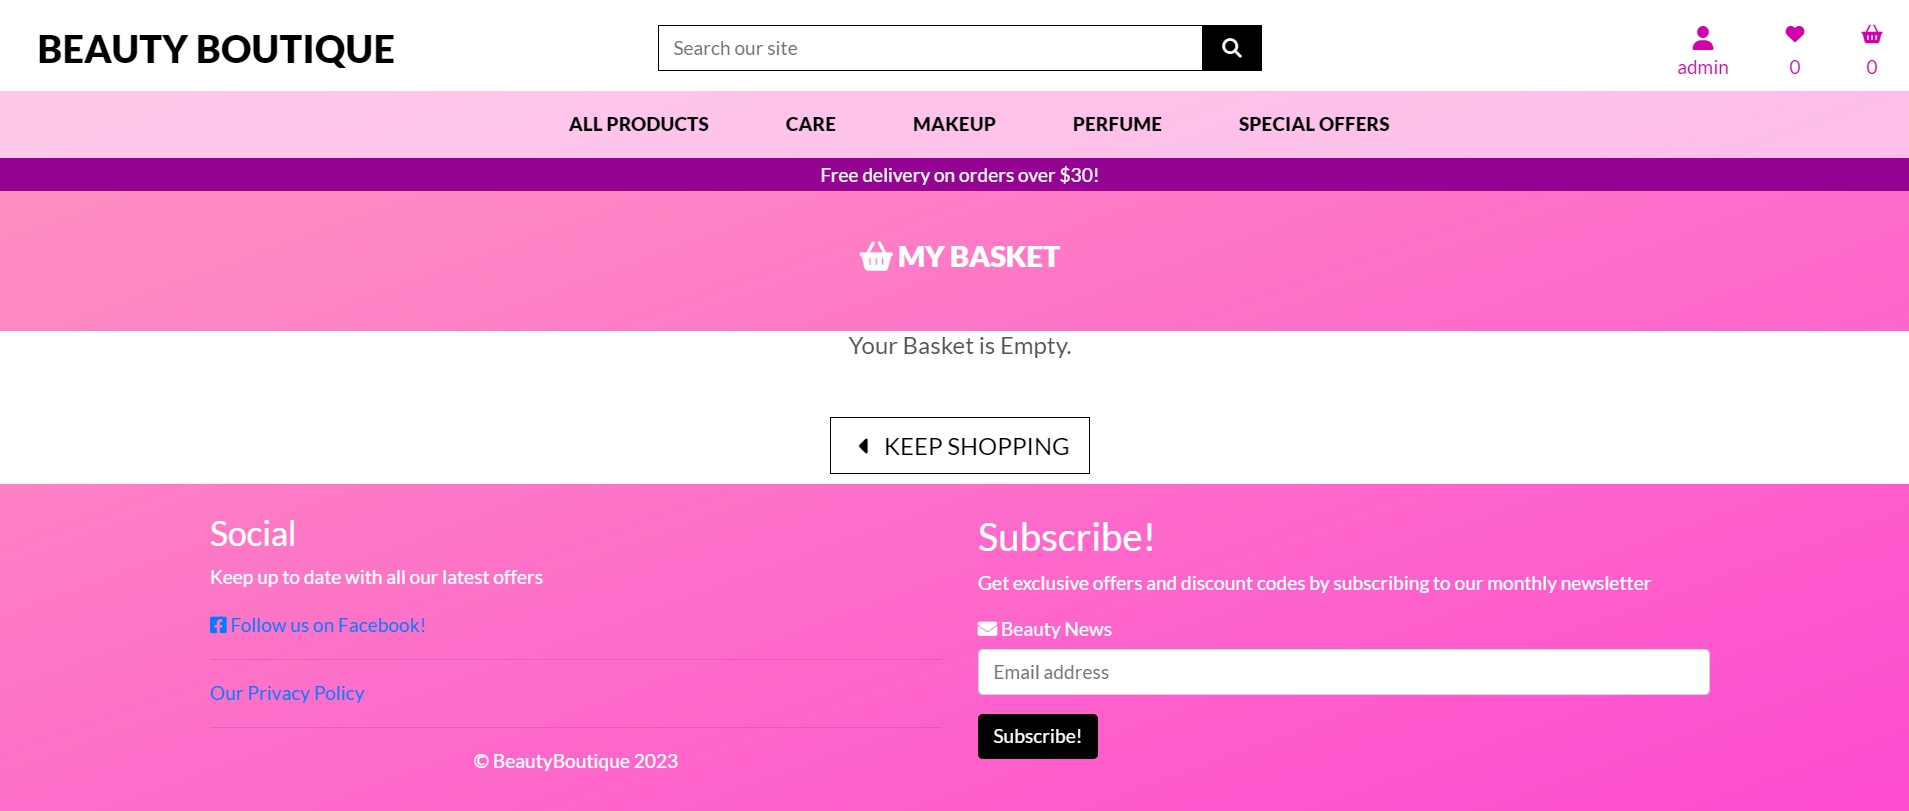 BEAUTY BOUTIQUE
Search our site
admin
0
0
ALL PRODUCTS
CARE
MAKEUP
PERFUME
SPECIAL OFFERS
Free delivery on orders over $30!
MY BASKET
Your Basket is Empty.
KEEP SHOPPING
Social
Keep up to date with all our latest offers
Follow us on Facebook!
Our Privacy Policy
© BeautyBoutique 2023
Subscribe!
Get exclusive offers and discount codes by subscribing to our monthly newsletter
Beauty News
Email address
Subscribe!